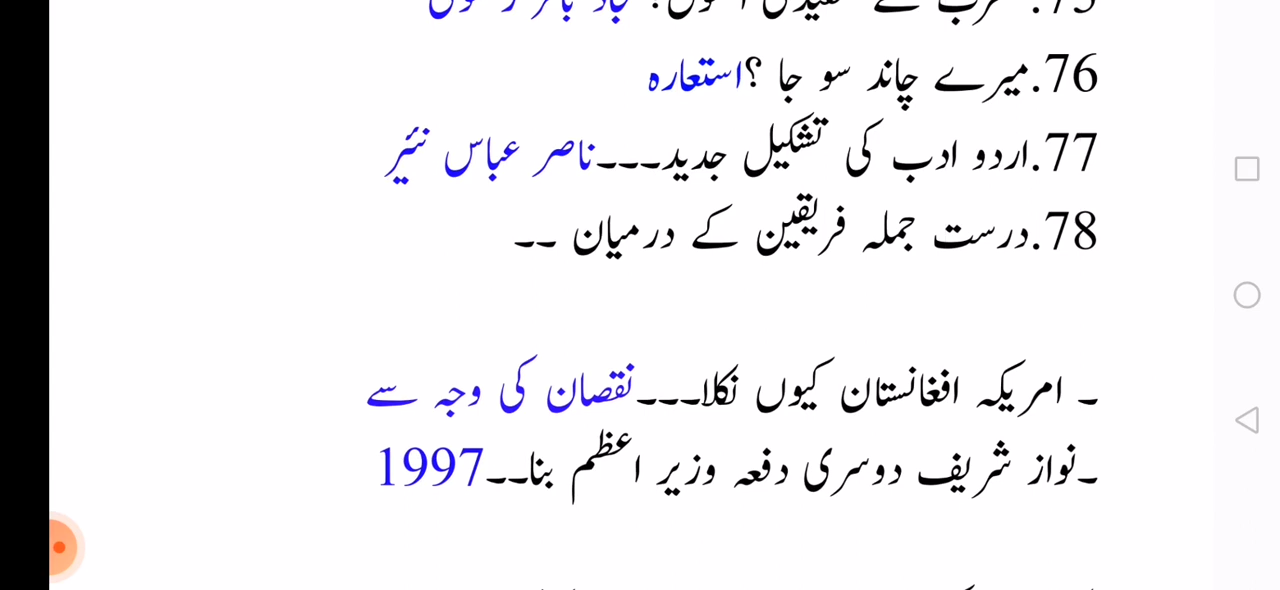 76.میرے چاند سو جا ؟استعارہ
77.اردو ادب کی تشکیل جدید۔۔۔ناصر عباس نئیر
78.درست جملہ فریقین کے درمیان ۔۔
۔ امریکہ افغانستان کیوں نکلا۔۔۔نقصان کی وجہ سے
۔نواز شریف دوسری دفعہ وزیر اعظم بنا۔۔1997